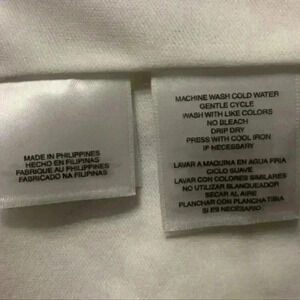 MADE IN PHILIPPINES
HECHO EN FILIPINAS
FABRIQUE AU PHILIPPINES
FABRICADO NA FILIPINAS
MACHINE WASH COLD WATER
GENTLE CYCLE
WASH WITH LIKE COLORS
NO BLEACH
DRIP DRY
PRESS WITH COOL IRON
IF NECESSARY
LAVAR A MAQUINA EN AGUA FRIA
CICLO SUAVE
LAVAR CON COLORES SIMILARES
NO UTILIZAR BLANQUEADOR
SECAR AL AIRE
PLANCHAR CON PLANCHA TIBIA
SI ES NECESARIO